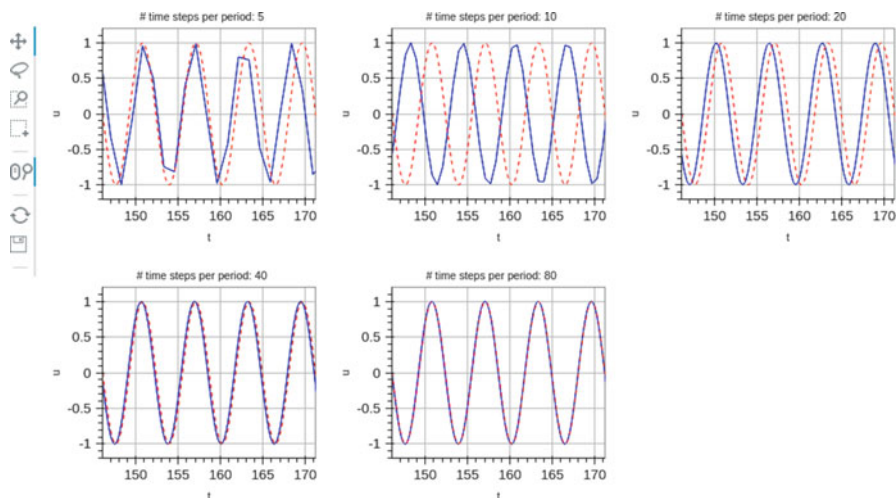 # time steps per period: 5
1
0.5
0
-0.5
-1
u
150 155 160 165 170
t
# time steps per period: 10
1
0.5
0
-0.5
-1
u
150 155 160 165 170
t
# time steps per period: 20
1
0.5
0
-0.5
-1
u
150 155 160 165 170
t
# time steps per period: 40
1
0.5
0
-0.5
-1
u
150 155 160 165 170
t
# time steps per period: 80
1
0.5
0
-0.5
-1
u
150 155 160 165 170
t